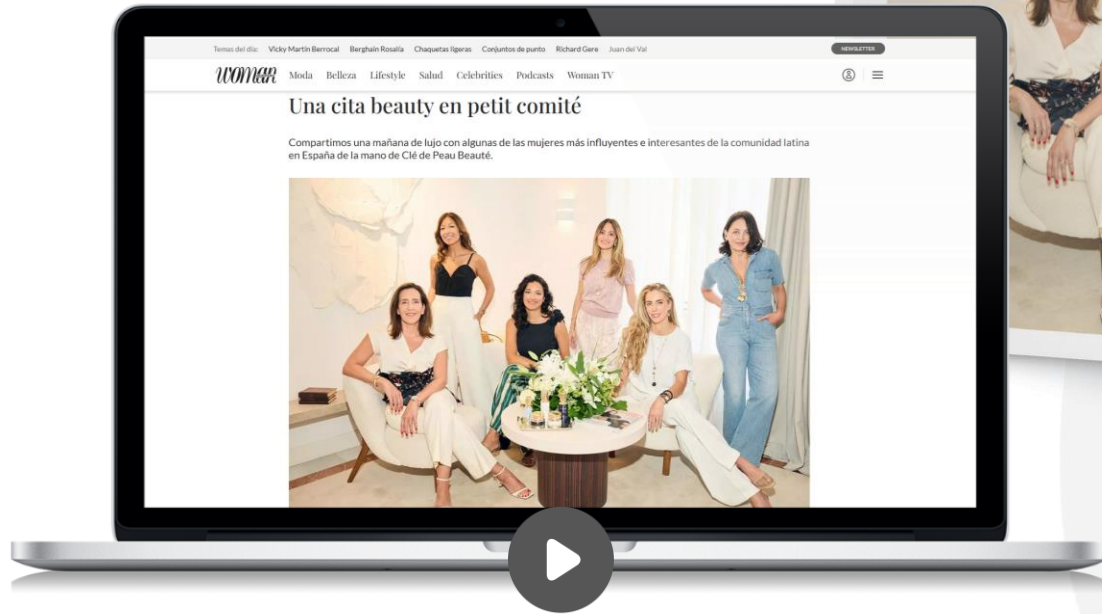 Temas del día: Vicky Martín Berrocal Berghain Rosalía Chaquetas ligeras Conjuntos de punto Richard Gere Juan del Val NEWSLETTER
WOMAN Moda Belleza Lifestyle Salud Celebrities Podcasts Woman TV
Una cita beauty en petit comité
Compartimos una mañana de lujo con algunas de las mujeres más influyentes e interesantes de la comunidad latina
en España de la mano de Clé de Peau Beauté.